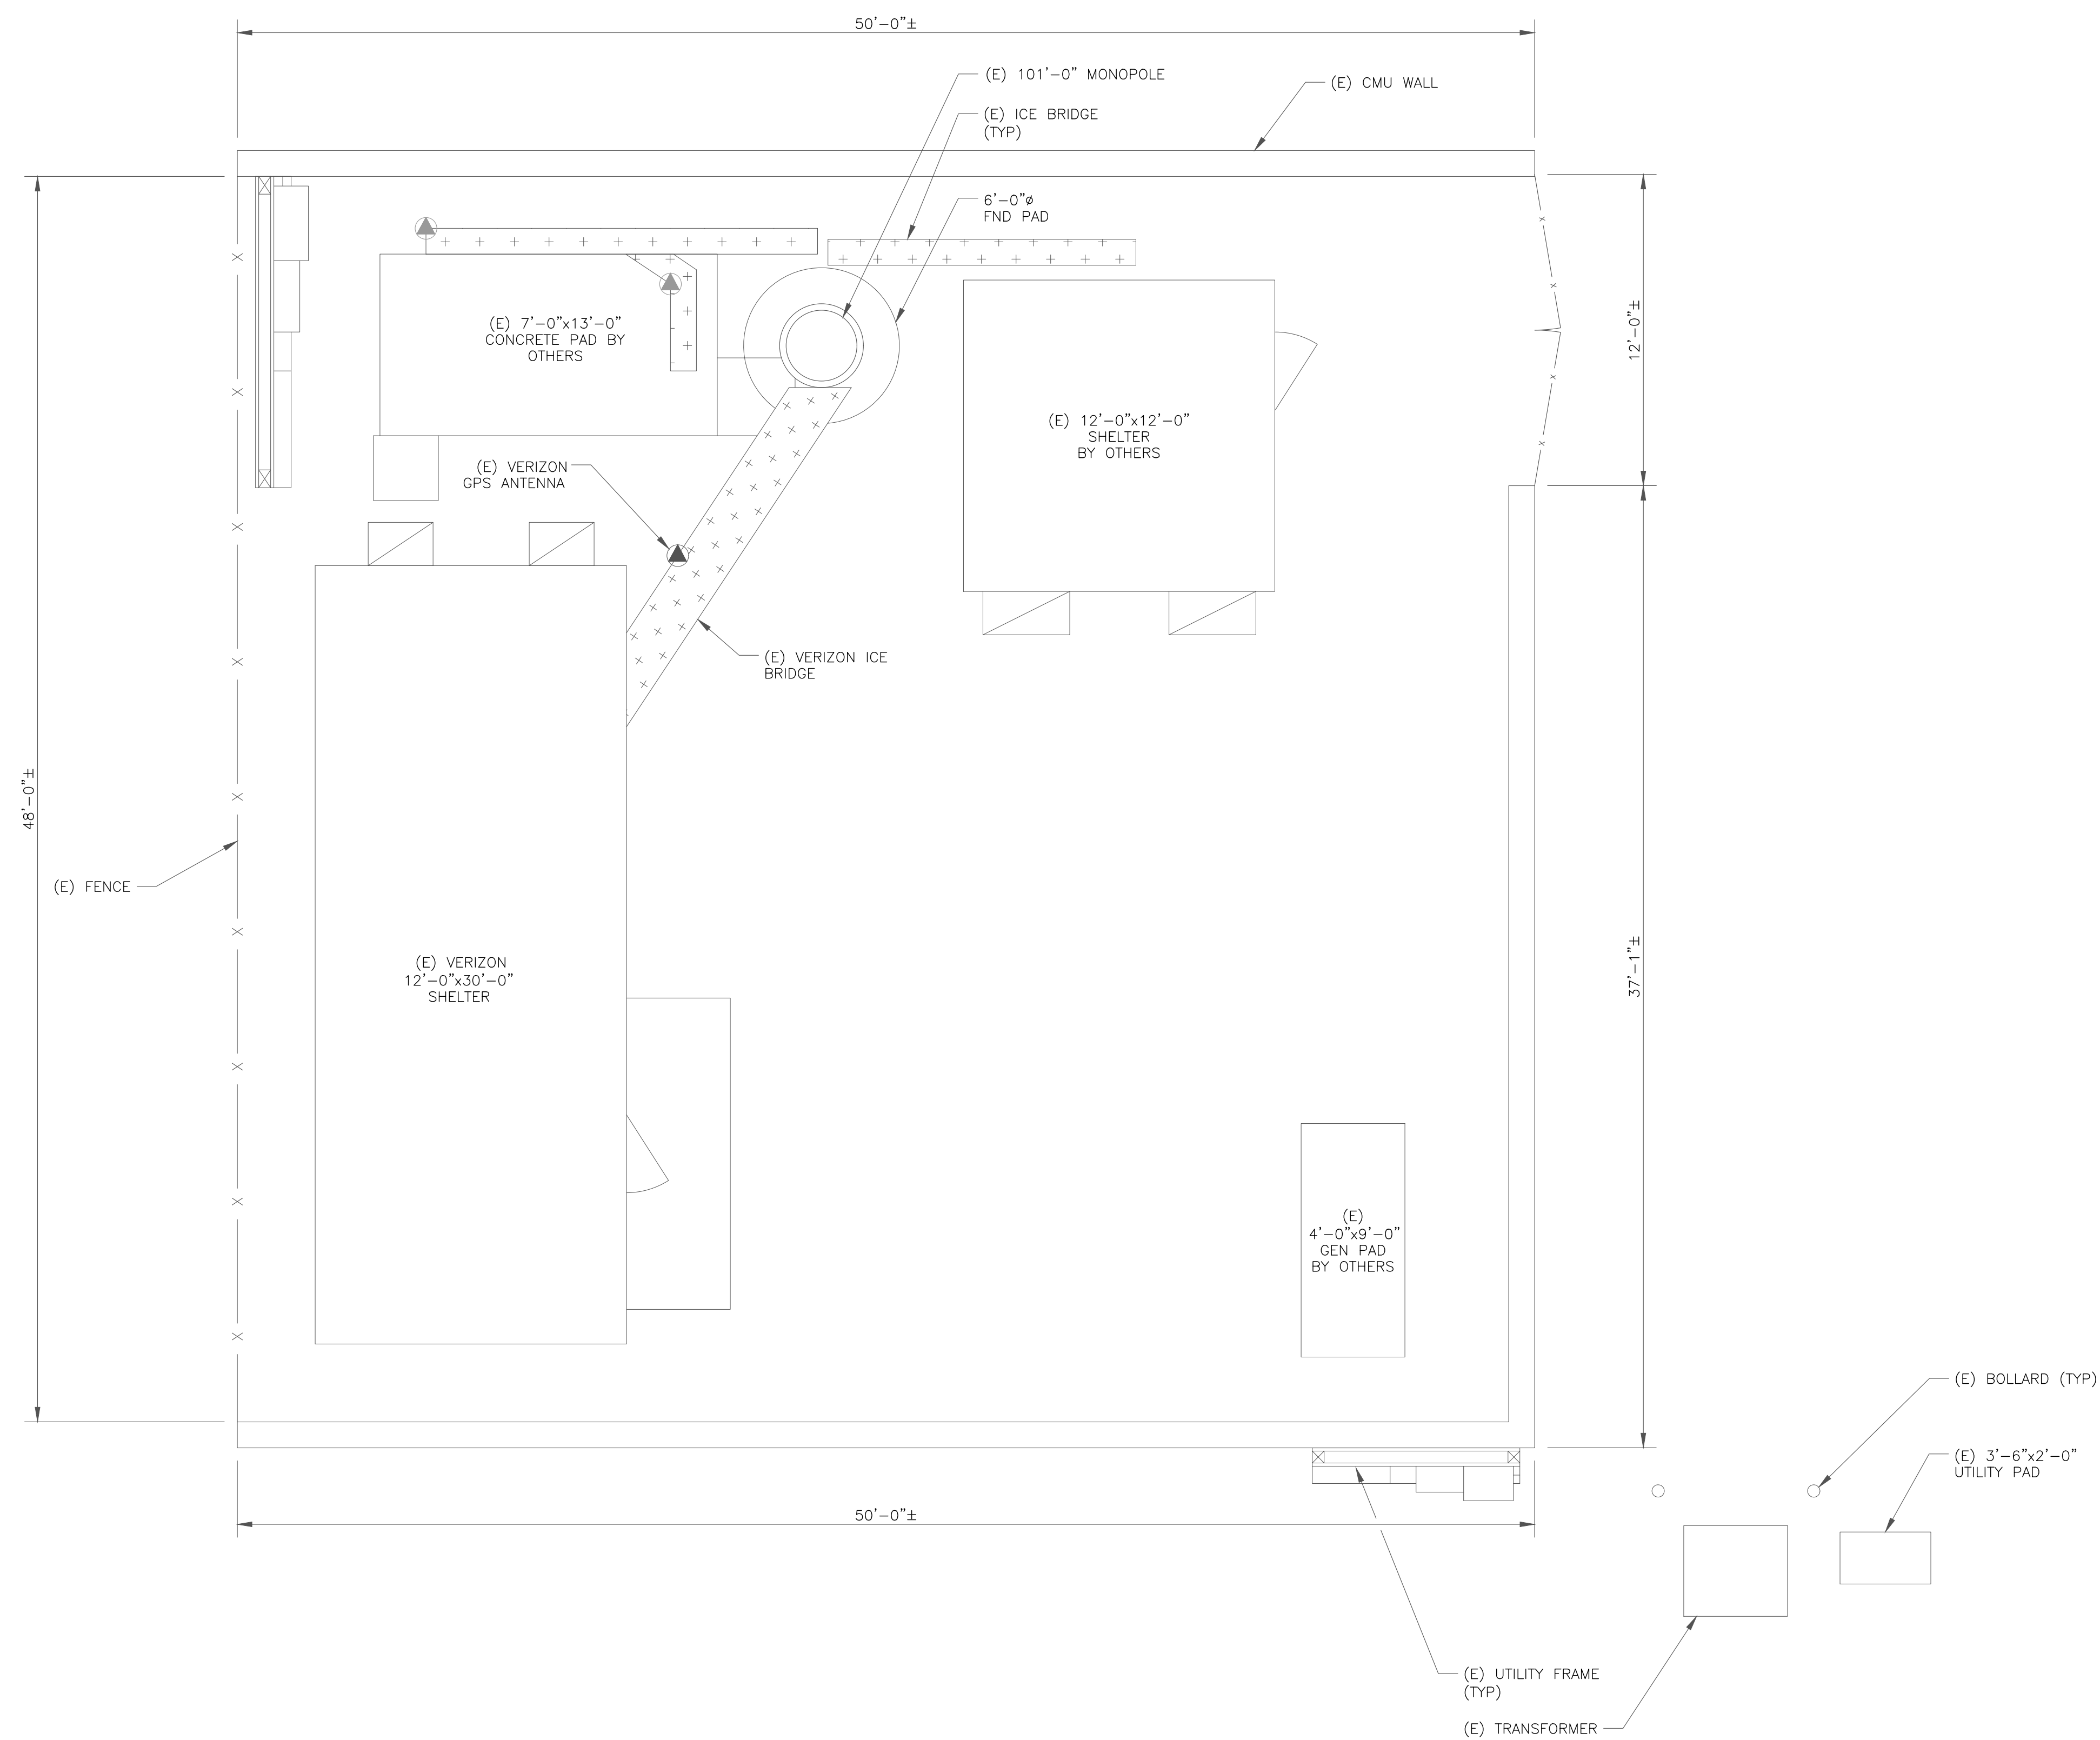 50'-0"±
(E) 101'-0" MONOPOLE
(E) CMU WALL
(E) ICE BRIDGE
(TYP)
6'-0"ø
FND PAD
(E) 7'-0"x13'-0"
CONCRETE PAD BY
OTHERS
12'-0"±
(E) 12'-0"x12'-0"
SHELTER
BY OTHERS
(E) VERIZON
GPS ANTENNA
(E) VERIZON ICE
BRIDGE
48'-0"±
(E) FENCE
(E) VERIZON
12'-0"x30'-0"
SHELTER
37'-1"±
(E)
4'-0"x9'-0"
GEN PAD
BY OTHERS
(E) BOLLARD (TYP)
(E) 3'-6"x2'-0"
UTILITY PAD
50'-0"±
(E) UTILITY FRAME
(TYP)
(E) TRANSFORMER